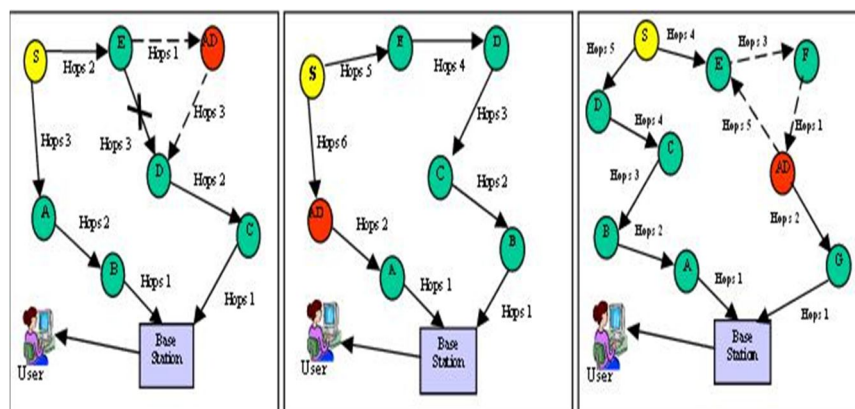 S
E
Hops 1
AD
Hops 2
Hops 3
Hops 3
Hops 3
D
Hops 2
A
Hops 2
C
B
Hops 1
Hops 1
Base
Station
User
S
E
D
Hops 5
Hops 4
Hops 3
Hops 6
C
Hops 2
AD
Hops 2
B
A
Hops 1
Hops 1
Base
Station
User
S
Hops 5
Hops 4
Hops 3
E
F
D
Hops 4
Hops 5
Hops 1
C
AD
Hops 3
Hops 2
B
Hops 2
A
G
Hops 1
Hops 1
Base
Station
User